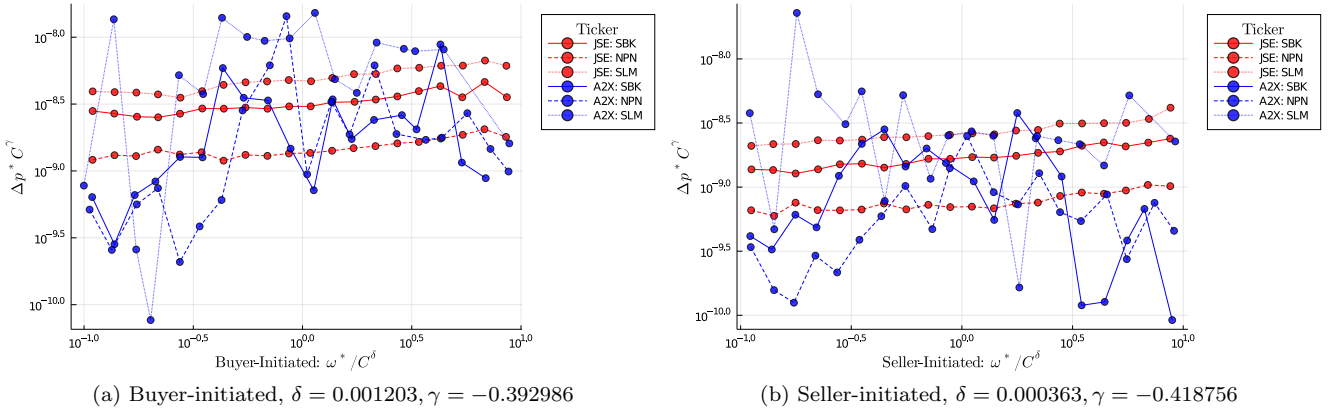 Ticker
JSE: SBK
JSE: NPN
JSE: SLM
A2X: SBK
A2X: NPN
A2X: SLM
10^−8.0
10^−8.5
10^−9.0
10^−9.5
10^−10.0
Δp* C^γ
10^−1.0 10^−0.5 10^0.0 10^0.5 10^1.0
Buyer-Initiated: ω*/C^δ
(a) Buyer-initiated, δ = 0.001203, γ = −0.392986
Ticker
JSE: SBK
JSE: NPN
JSE: SLM
A2X: SBK
A2X: NPN
A2X: SLM
10^−8.0
10^−8.5
10^−9.0
10^−9.5
10^−10.0
Δp* C^γ
10^−1.0 10^−0.5 10^0.0 10^0.5 10^1.0
Seller-Initiated: ω*/C^δ
(b) Seller-initiated, δ = 0.000363, γ = −0.418756